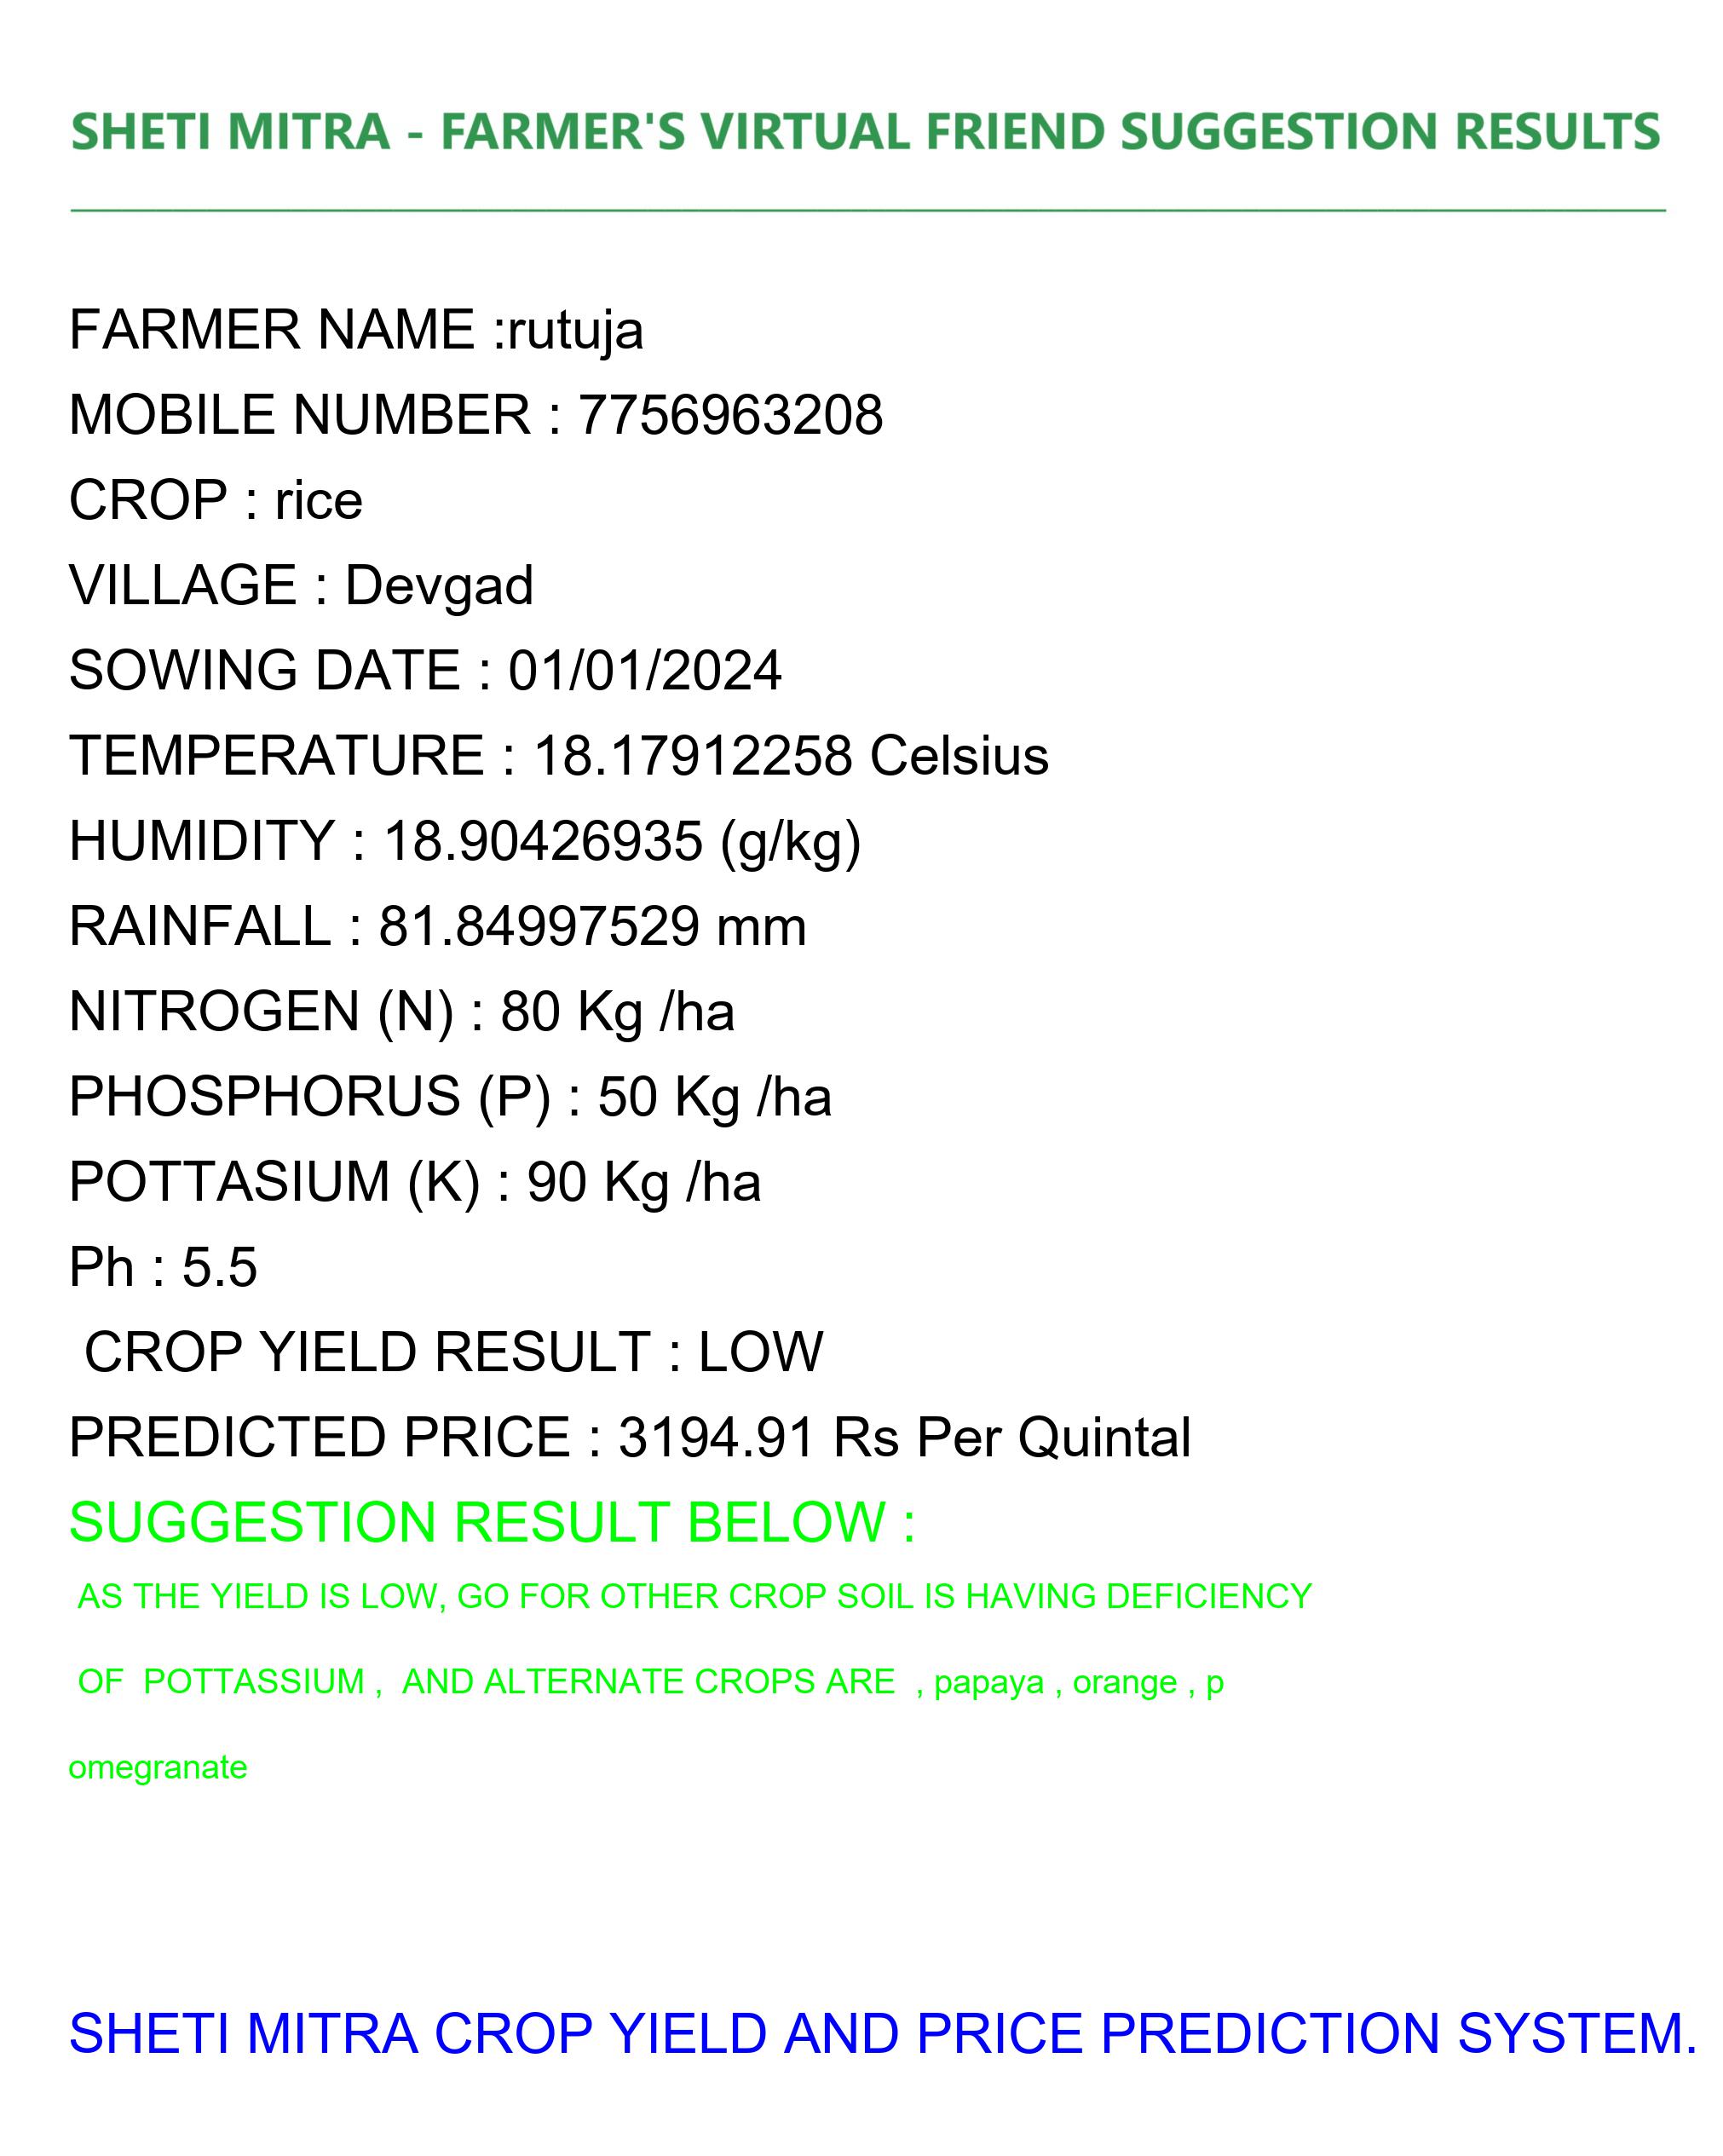 SHETI MITRA - FARMER'S VIRTUAL FRIEND SUGGESTION RESULTS
FARMER NAME :rutuja
MOBILE NUMBER : 7756963208
CROP : rice
VILLAGE : Devgad
SOWING DATE : 01/01/2024
TEMPERATURE : 18.17912258 Celsius
HUMIDITY : 18.90426935 (g/kg)
RAINFALL : 81.84997529 mm
NITROGEN (N) : 80 Kg /ha
PHOSPHORUS (P) : 50 Kg /ha
POTTASIUM (K) : 90 Kg /ha
Ph : 5.5
CROP YIELD RESULT : LOW
PREDICTED PRICE : 3194.91 Rs Per Quintal
SUGGESTION RESULT BELOW :
AS THE YIELD IS LOW, GO FOR OTHER CROP SOIL IS HAVING DEFICIENCY
OF  POTTASSIUM ,  AND ALTERNATE CROPS ARE  , papaya , orange , p
omegranate
SHETI MITRA CROP YIELD AND PRICE PREDICTION SYSTEM.